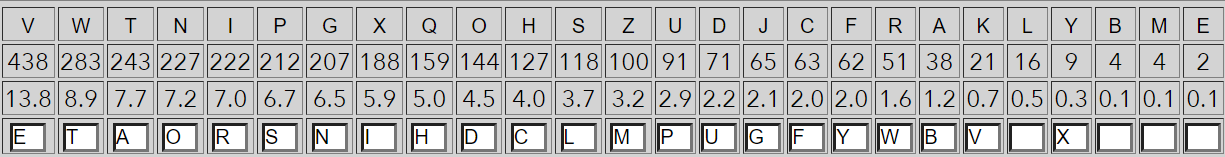 V W T N I P G X Q O H S Z U D J C F R A K L Y B M E
438 283 243 227 222 212 207 188 159 144 127 118 100 91 71 65 63 62 51 38 21 16 9 4 4 2
13.8 8.9 7.7 7.2 7.0 6.7 6.5 5.9 5.0 4.5 4.0 3.7 3.2 2.9 2.2 2.1 2.0 2.0 1.6 1.2 0.7 0.5 0.3 0.1 0.1 0.1
E T A O R S N I H D C L M P U G F Y W B V X